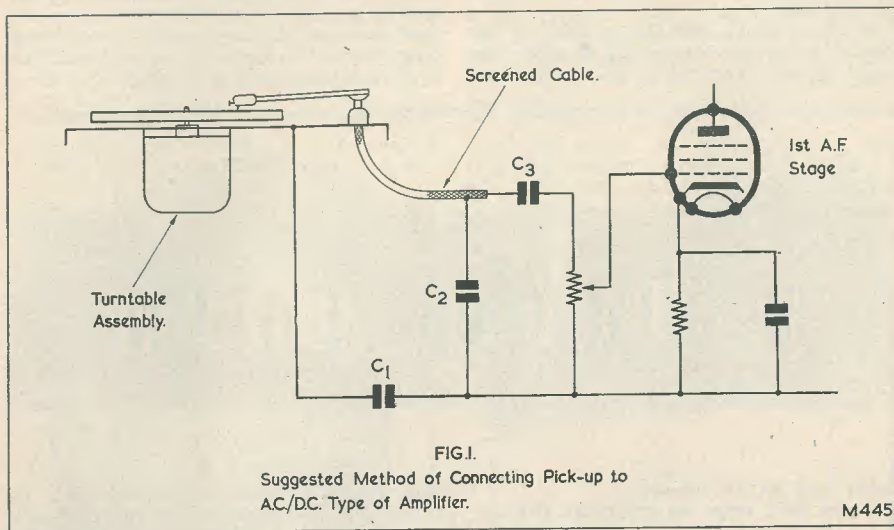 Screened Cable.
C3
1st A.F.
Stage
C2
Turntable
Assembly.
C1
FIG.1.
Suggested Method of Connecting Pick-up to
A.C./D.C. Type of Amplifier.
M445